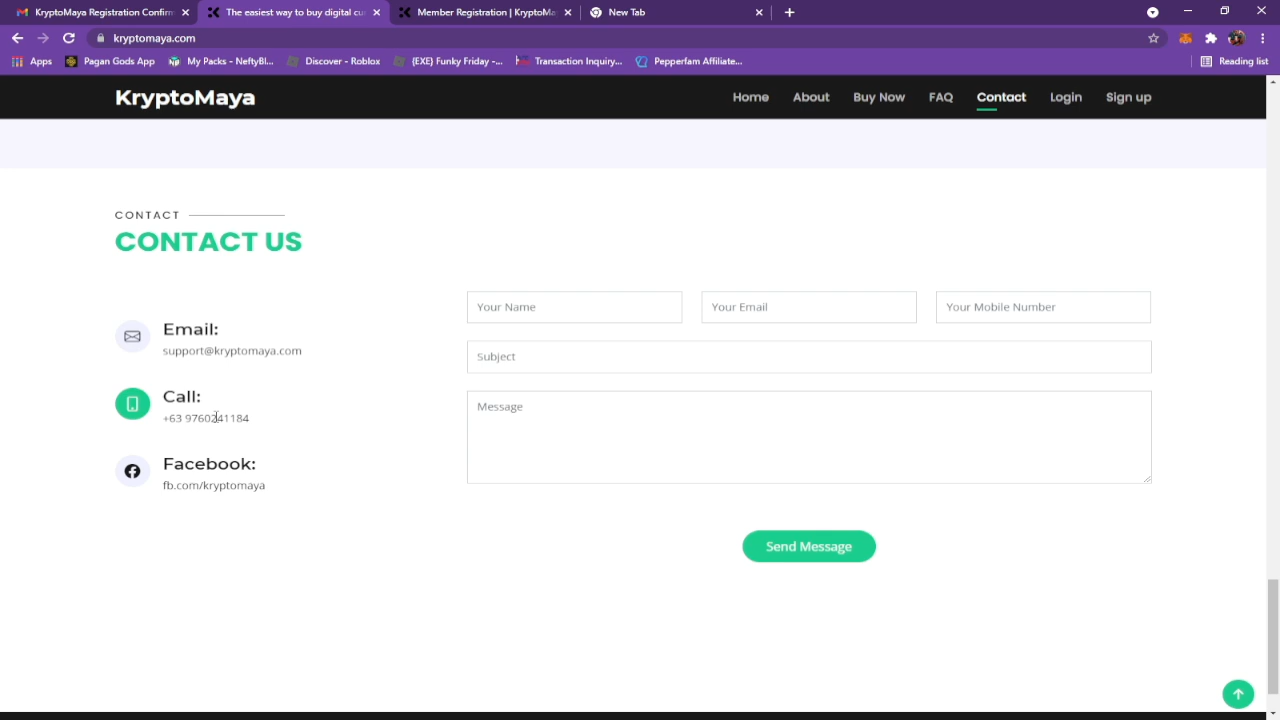 KryptoMaya Registration Confirm
The easiest way to buy digital cu
Member Registration | KryptoMa
New Tab
kryptomaya.com
Apps
Pagan Gods App
My Packs - NeftyBl...
Discover - Roblox
(EXE) Funky Friday -...
Transaction Inquiry...
Pepperfam Affiliate...
Reading list
KryptoMaya
Home
About
Buy Now
FAQ
Contact
Login
Sign up
CONTACT
CONTACT US
Your Name
Your Email
Your Mobile Number
Email:
support@kryptomaya.com
Subject
Call:
+63 9760241184
Message
Facebook:
fb.com/kryptomaya
Send Message